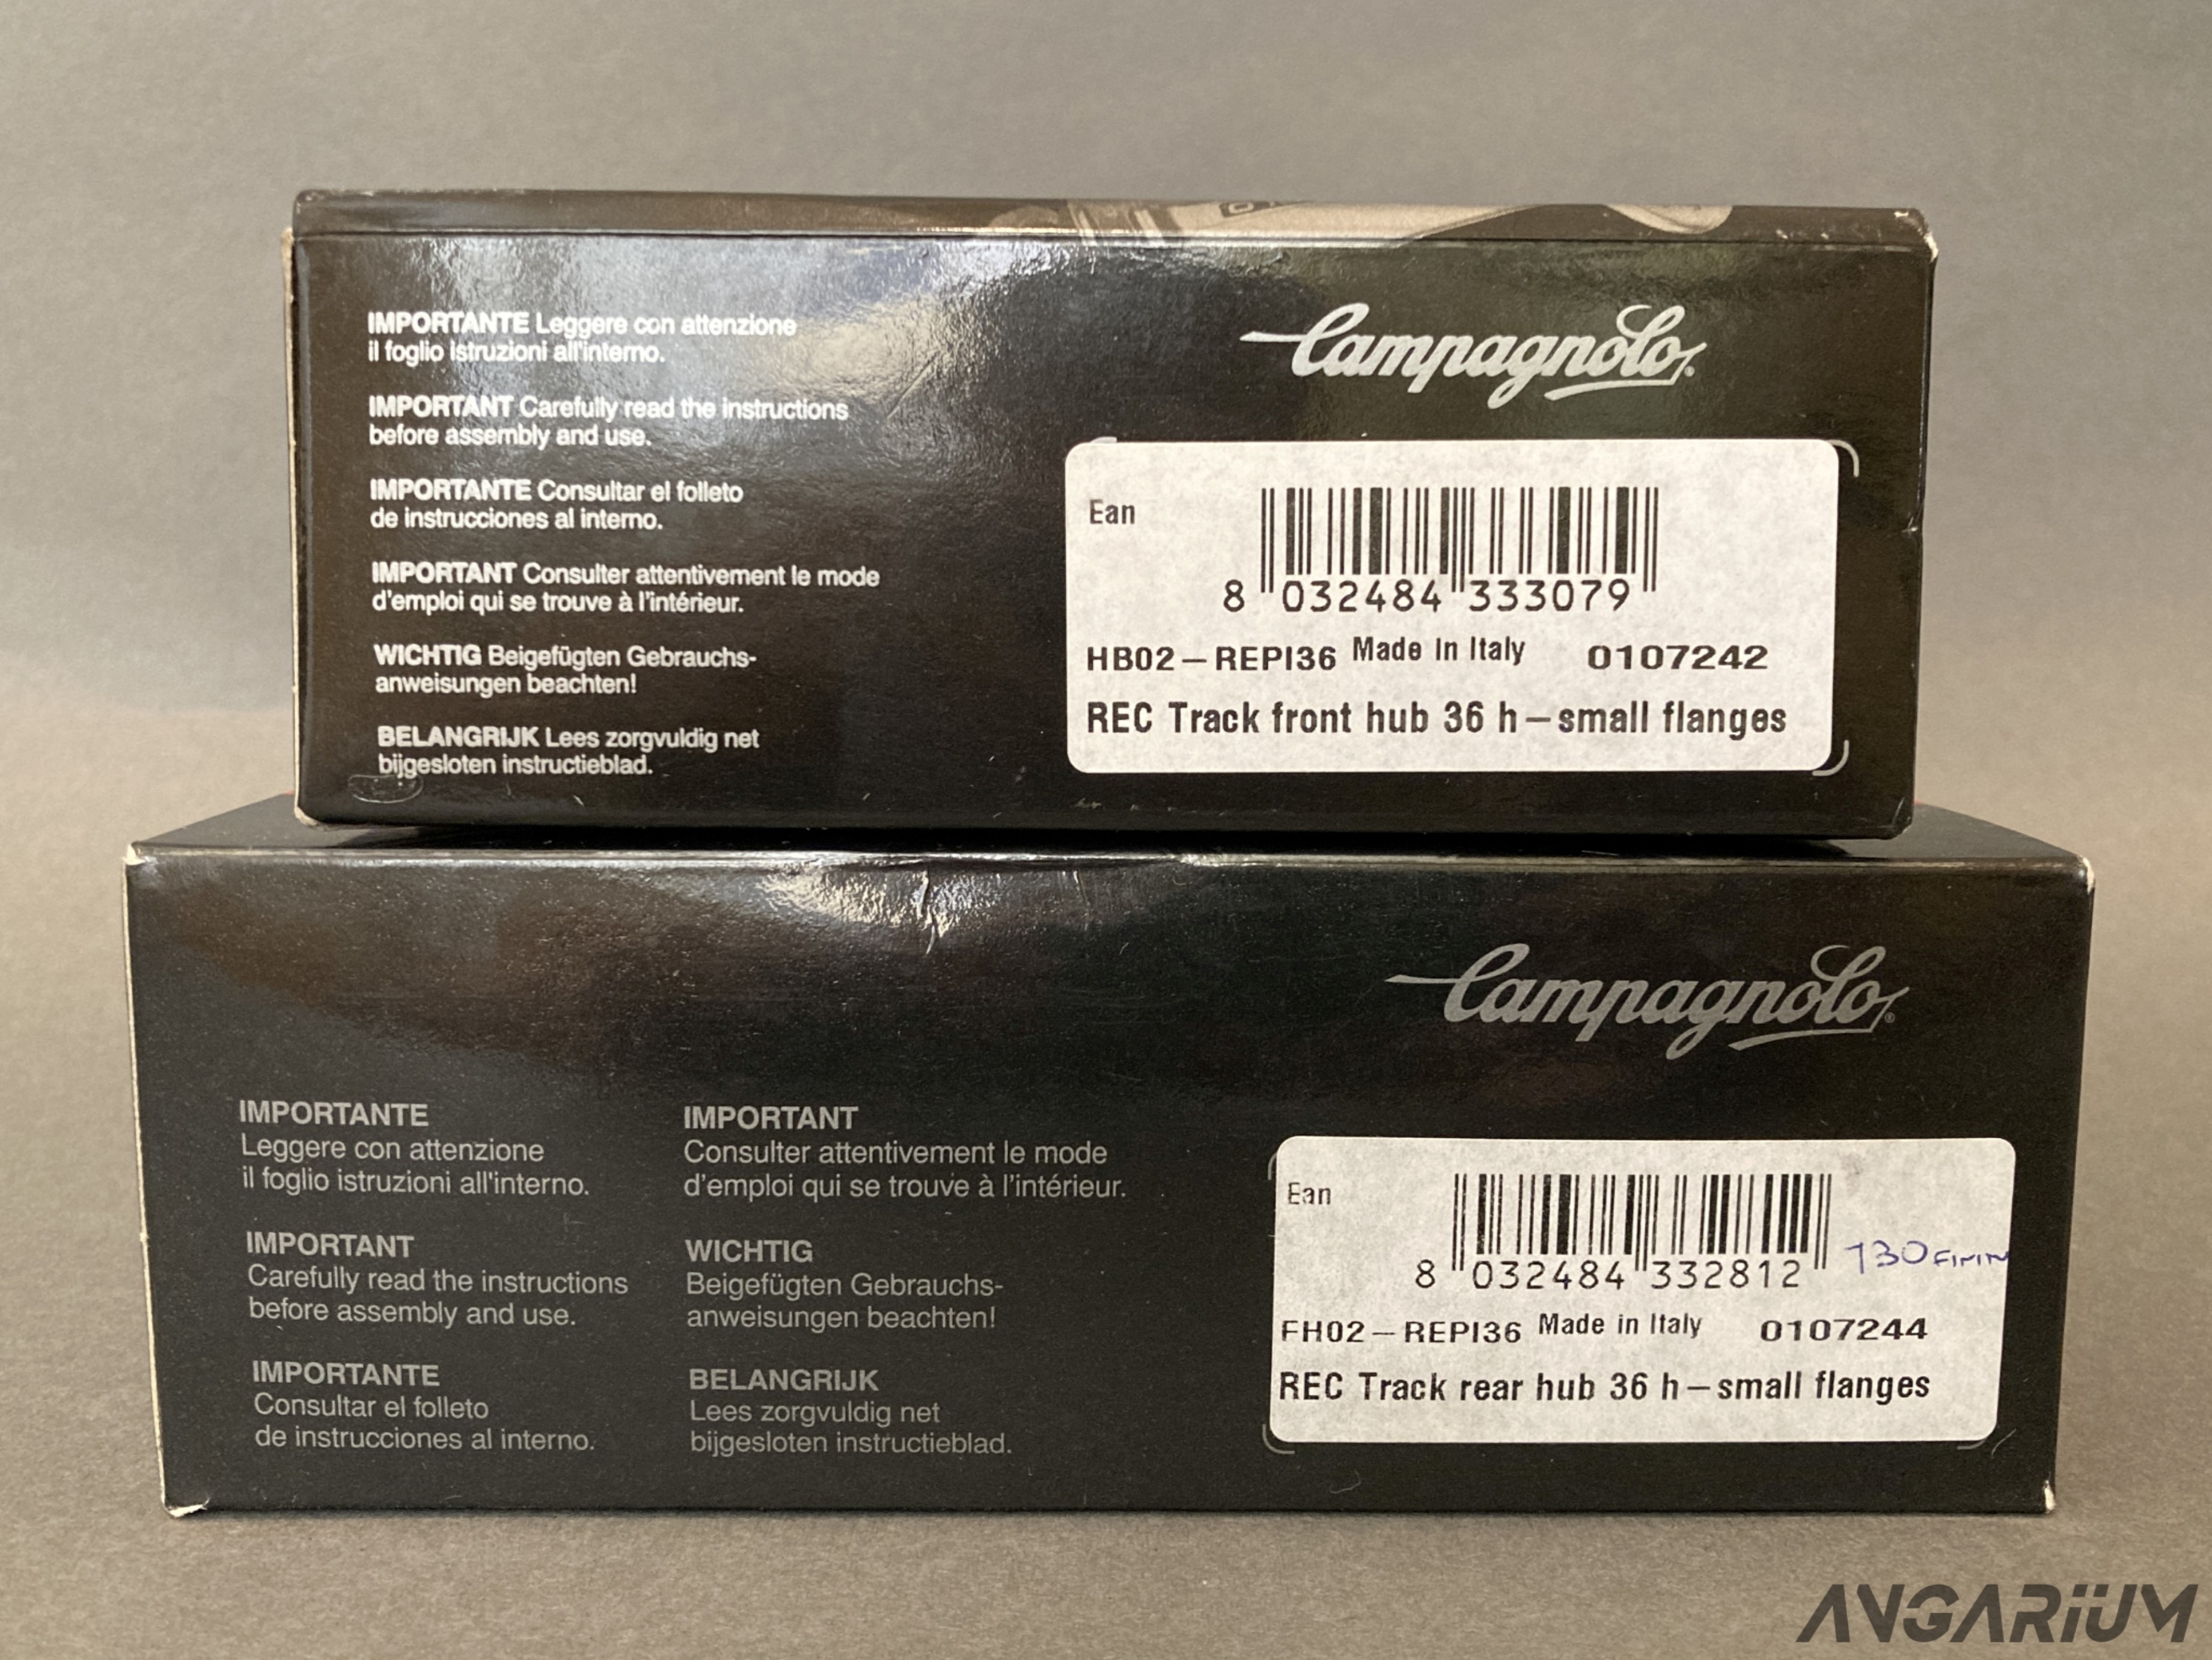 IMPORTANTE Leggere con attenzione
il foglio istruzioni all'interno.
IMPORTANT Carefully read the instructions
before assembly and use.
IMPORTANTE Consultar el folleto
de instrucciones al interno.
IMPORTANT Consulter attentivement le mode
d'emploi qui se trouve à l'intérieur.
WICHTIG Beigefügten Gebrauchs-
anweisungen beachten!
BELANGRIJK Lees zorgvuldig net
bijgesloten instructieblad.
Campagnolo®
Ean
8 032484 333079
HB02-REPI36 Made In Italy 0107242
REC Track front hub 36 h-small flanges
Campagnolo®
IMPORTANTE
Leggere con attenzione
il foglio istruzioni all'interno.
IMPORTANT
Carefully read the instructions
before assembly and use.
IMPORTANTE
Consultar el folleto
de instrucciones al interno.
IMPORTANT
Consulter attentivement le mode
d'emploi qui se trouve à l'intérieur.
WICHTIG
Beigefügten Gebrauchs-
anweisungen beachten!
BELANGRIJK
Lees zorgvuldig net
bijgesloten instructieblad.
Ean
8 032484 332812
130
FH02-REPI36 Made in Italy 0107244
REC Track rear hub 36 h-small flanges
ANGARIUM